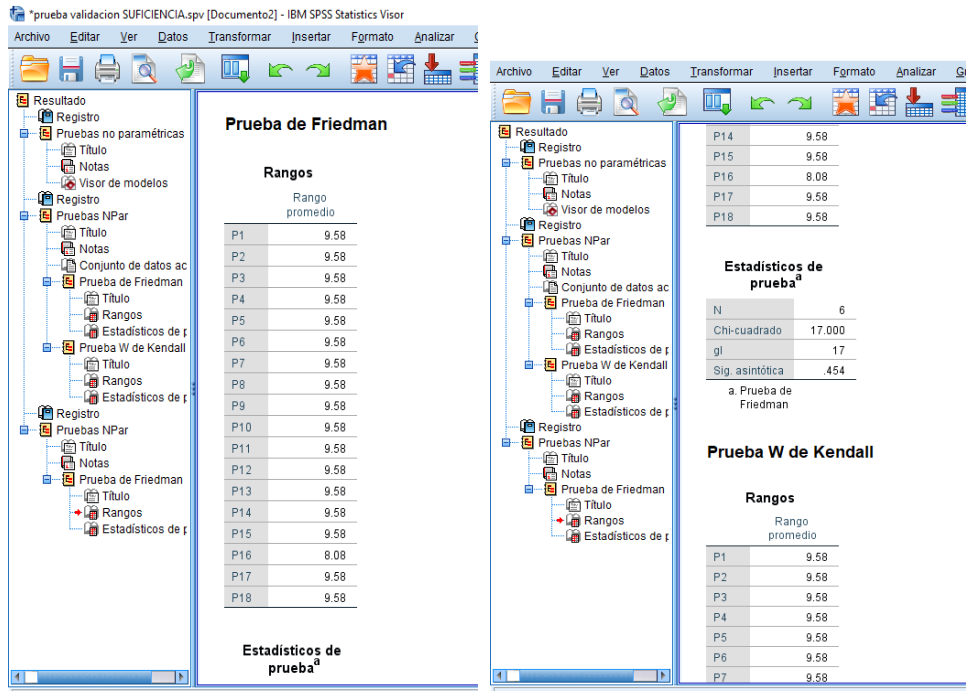 *prueba validacion SUFICIENCIA.spv [Documento2] - IBM SPSS Statistics Visor
Archivo Editar Ver Datos Transformar Insertar Formato Analizar
Resultado
Registro
Pruebas no paramétricas
Título
Notas
Visor de modelos
Registro
Pruebas NPar
Título
Notas
Conjunto de datos ac
Prueba de Friedman
Título
Rangos
Estadísticos de p
Prueba W de Kendall
Título
Rangos
Estadísticos de p
Registro
Pruebas NPar
Título
Notas
Prueba de Friedman
Título
Rangos
Estadísticos de p
Prueba de Friedman
Rangos
Rango
promedio
P1 9.58
P2 9.58
P3 9.58
P4 9.58
P5 9.58
P6 9.58
P7 9.58
P8 9.58
P9 9.58
P10 9.58
P11 9.58
P12 9.58
P13 9.58
P14 9.58
P15 9.58
P16 8.08
P17 9.58
P18 9.58
Estadísticos de
prueba^a
Archivo Editar Ver Datos Transformar Insertar Formato Analizar
Resultado
Registro
Pruebas no paramétricas
Título
Notas
Visor de modelos
Registro
Pruebas NPar
Título
Notas
Conjunto de datos ac
Prueba de Friedman
Título
Rangos
Estadísticos de p
Prueba W de Kendall
Título
Rangos
Estadísticos de p
Registro
Pruebas NPar
Título
Notas
Prueba de Friedman
Título
Rangos
Estadísticos de p
P14 9.58
P15 9.58
P16 8.08
P17 9.58
P18 9.58
Estadísticos de
prueba^a
N 6
Chi-cuadrado 17.000
gl 17
Sig. asintótica .454
a. Prueba de
Friedman
Prueba W de Kendall
Rangos
Rango
promedio
P1 9.58
P2 9.58
P3 9.58
P4 9.58
P5 9.58
P6 9.58
P7 9.58